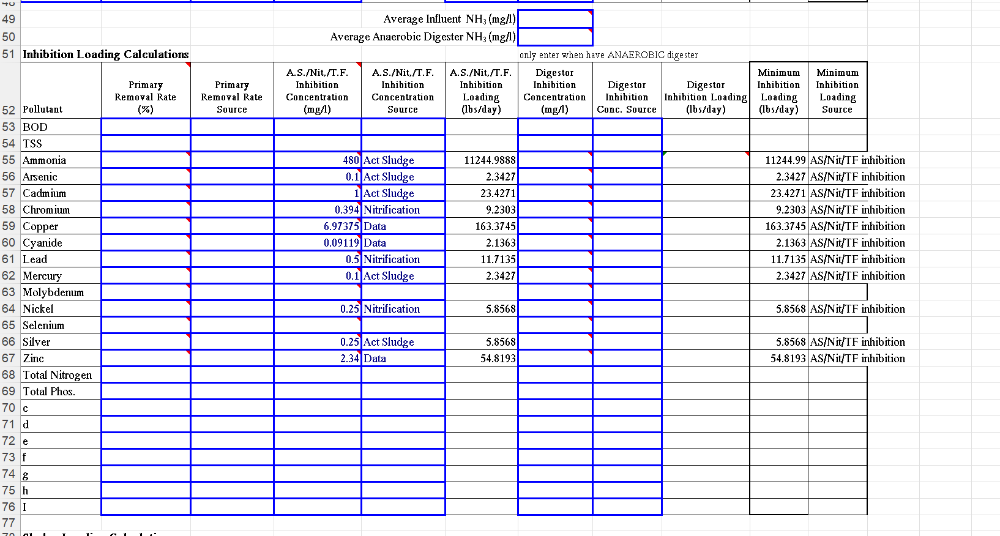 49 Average Influent NH3 (mg/l)
50 Average Anaerobic Digester NH3 (mg/l)
51 Inhibition Loading Calculations only enter when have ANAEROBIC digester
52 Pollutant Primary Removal Rate (%) Primary Removal Rate Source A.S./Nit,/T.F. Inhibition Concentration (mg/l) A.S./Nit,/T.F. Inhibition Concentration Source A.S./Nit,/T.F. Inhibition Loading (lbs/day) Digestor Inhibition Concentration (mg/l) Digestor Inhibition Conc. Source Digestor Inhibition Loading (lbs/day) Minimum Inhibition Loading (lbs/day) Minimum Inhibition Loading Source
53 BOD
54 TSS
55 Ammonia 480 Act Sludge 11244.9888 11244.99 AS/Nit/TF inhibition
56 Arsenic 0.1 Act Sludge 2.3427 2.3427 AS/Nit/TF inhibition
57 Cadmium 1 Act Sludge 23.4271 23.4271 AS/Nit/TF inhibition
58 Chromium 0.394 Nitrification 9.2303 9.2303 AS/Nit/TF inhibition
59 Copper 6.97375 Data 163.3745 163.3745 AS/Nit/TF inhibition
60 Cyanide 0.09119 Data 2.1363 2.1363 AS/Nit/TF inhibition
61 Lead 0.5 Nitrification 11.7135 11.7135 AS/Nit/TF inhibition
62 Mercury 0.1 Act Sludge 2.3427 2.3427 AS/Nit/TF inhibition
63 Molybdenum
64 Nickel 0.25 Nitrification 5.8568 5.8568 AS/Nit/TF inhibition
65 Selenium
66 Silver 0.25 Act Sludge 5.8568 5.8568 AS/Nit/TF inhibition
67 Zinc 2.34 Data 54.8193 54.8193 AS/Nit/TF inhibition
68 Total Nitrogen
69 Total Phos.
70 c
71 d
72 e
73 f
74 g
75 h
76 I
77